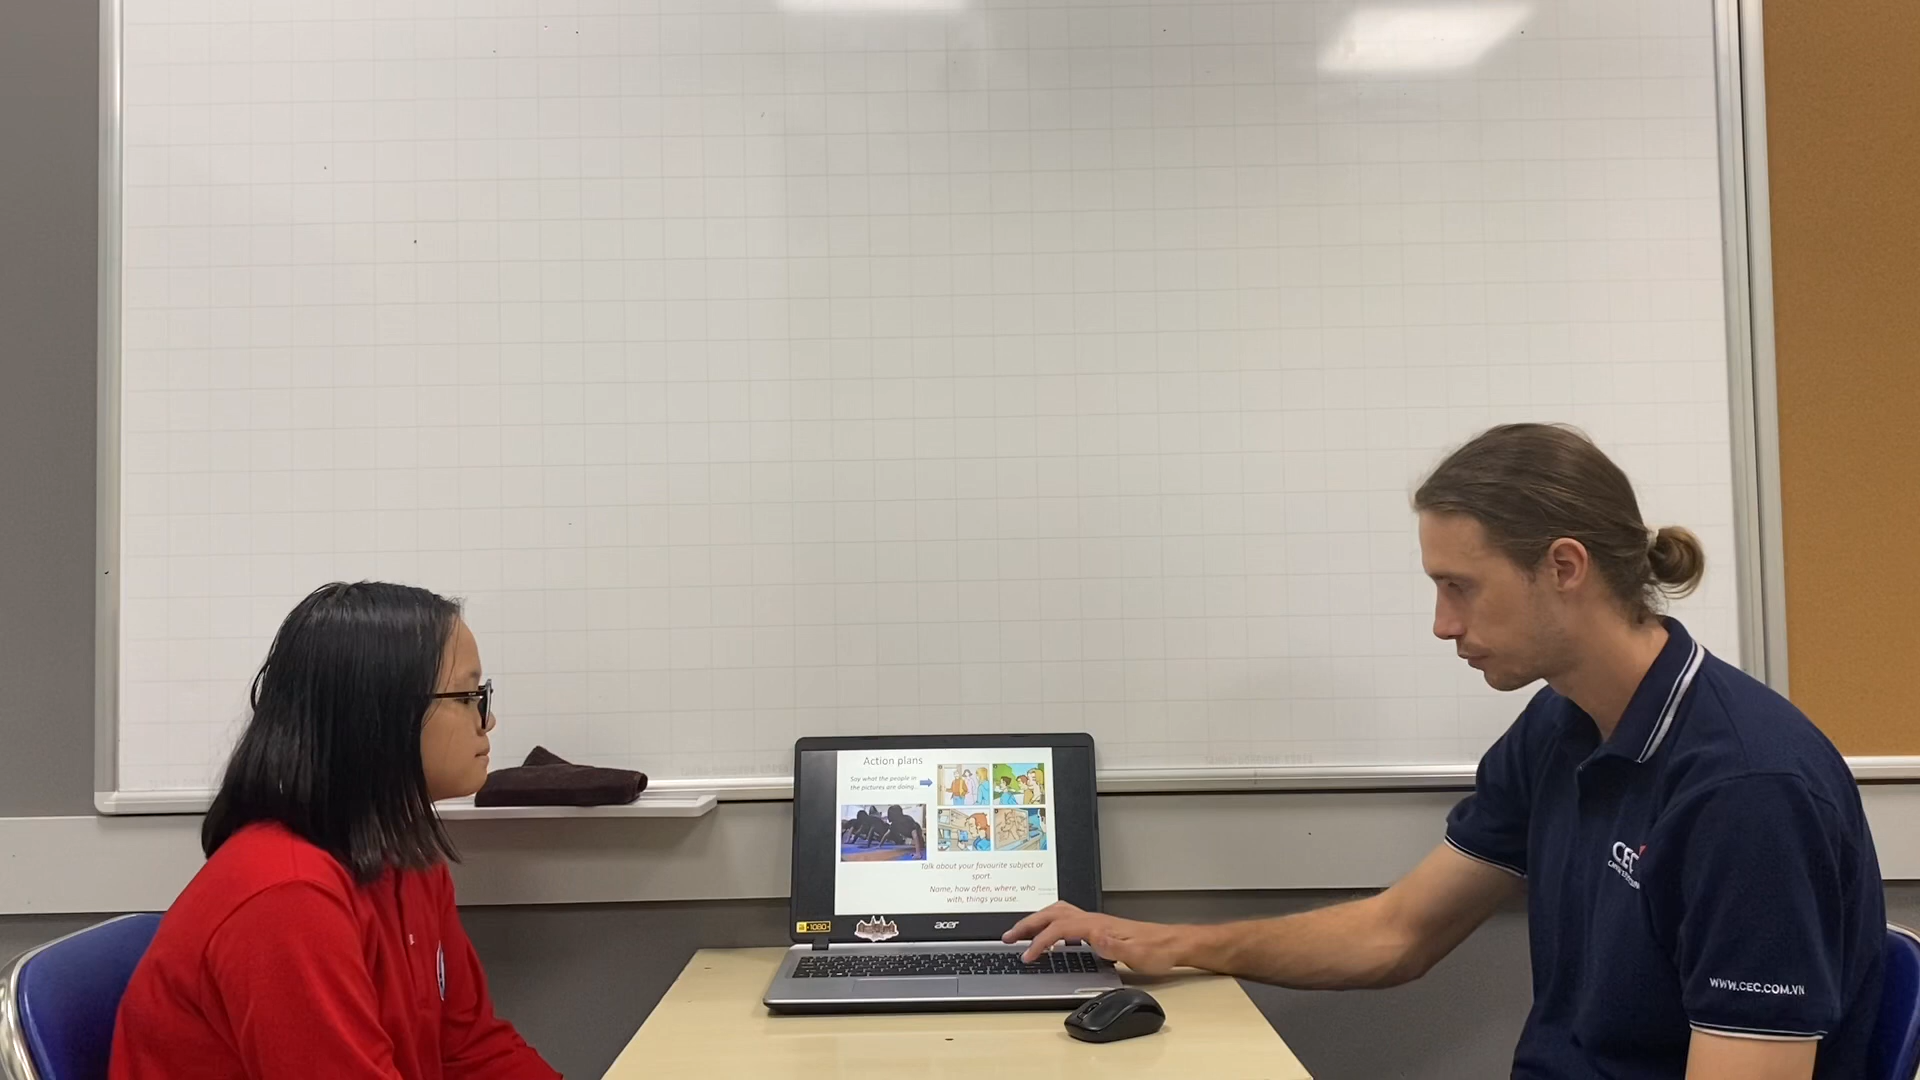 Action plans
Say what the people in
the pictures are doing.
Talk about your favourite subject or
sport.
Name, how often, where, who
with, things you use.
1080
acer
CEC
WWW.CEC.COM.VN